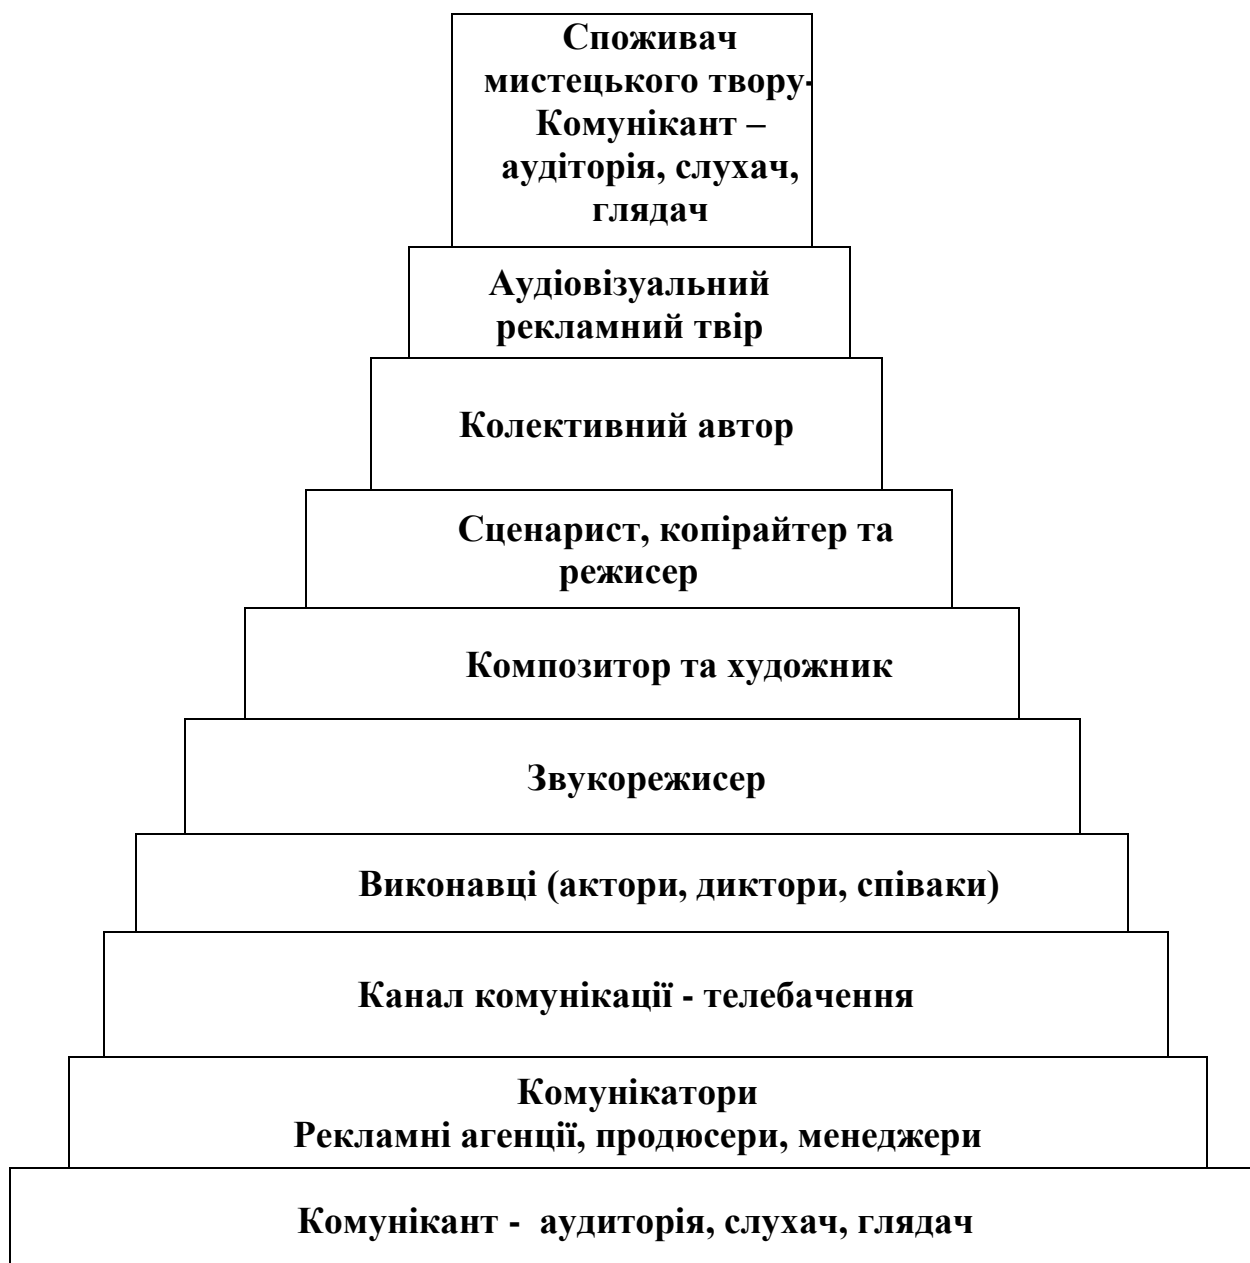 Споживач
мистецького твору-
Комунікант –
аудіторія, слухач,
глядач
Аудіовізуальний
рекламний твір
Колективний автор
Сценарист, копірайтер та
режисер
Композитор та художник
Звукорежисер
Виконавці (актори, диктори, співаки)
Канал комунікації - телебачення
Комунікатори
Рекламні агенції, продюсери, менеджери
Комунікант - аудиторія, слухач, глядач